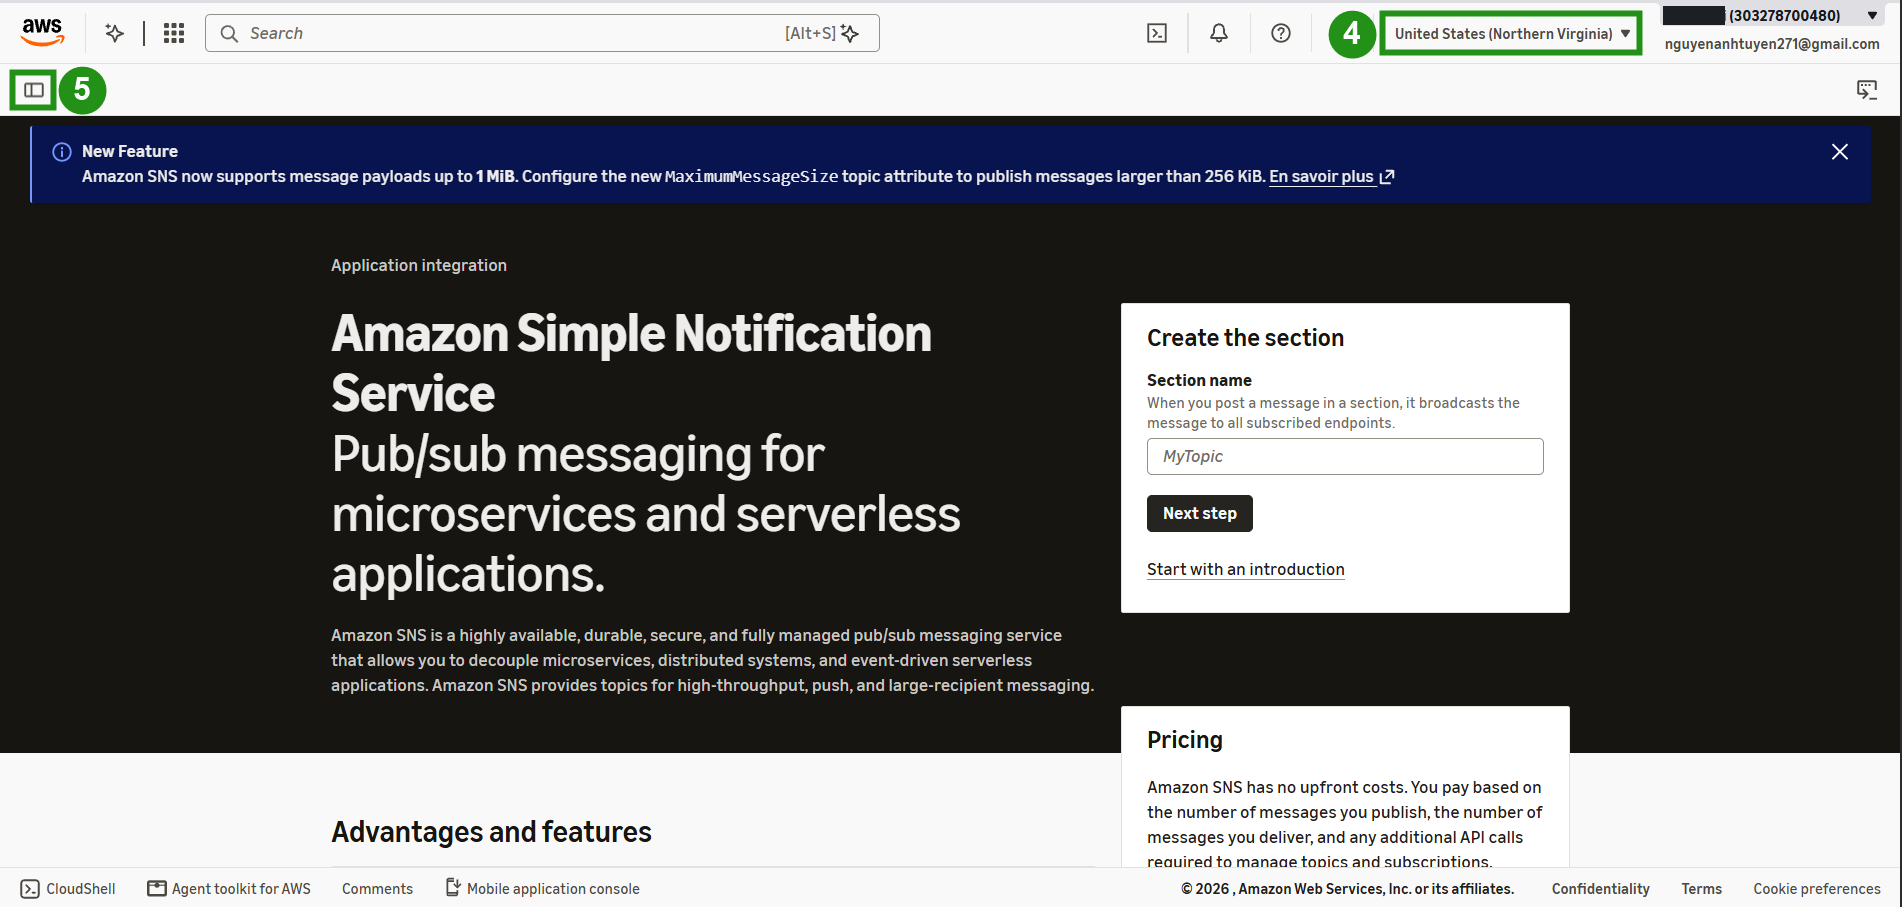 aws
Search
[Alt+S]
4
United States (Northern Virginia)
(303278700480)
nguyenanhtuyen271@gmail.com
5
New Feature
Amazon SNS now supports message payloads up to 1 MiB. Configure the new MaximumMessageSize topic attribute to publish messages larger than 256 KiB. En savoir plus
Application integration
Amazon Simple Notification
Service
Pub/sub messaging for
microservices and serverless
applications.
Amazon SNS is a highly available, durable, secure, and fully managed pub/sub messaging service
that allows you to decouple microservices, distributed systems, and event-driven serverless
applications. Amazon SNS provides topics for high-throughput, push, and large-recipient messaging.
Create the section
Section name
When you post a message in a section, it broadcasts the
message to all subscribed endpoints.
MyTopic
Next step
Start with an introduction
Pricing
Amazon SNS has no upfront costs. You pay based on
the number of messages you publish, the number of
messages you deliver, and any additional API calls
required to manage topics and subscriptions.
Advantages and features
CloudShell
Agent toolkit for AWS
Comments
Mobile application console
© 2026 , Amazon Web Services, Inc. or its affiliates.
Confidentiality
Terms
Cookie preferences